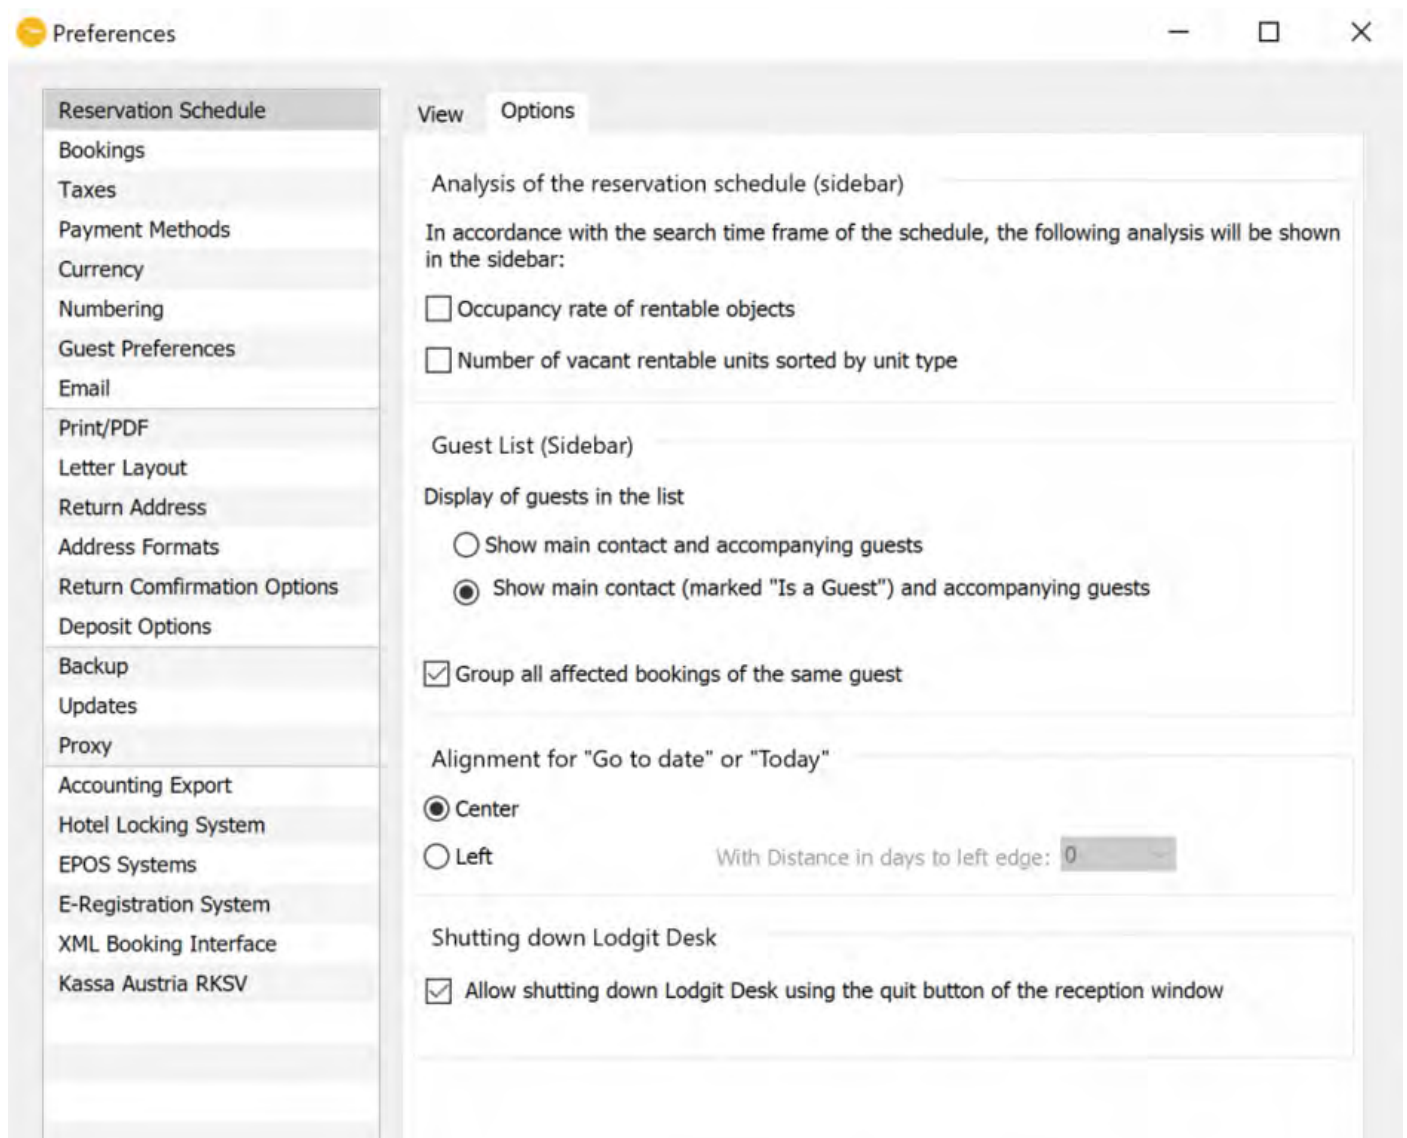 Preferences
Reservation Schedule
Bookings
Taxes
Payment Methods
Currency
Numbering
Guest Preferences
Email
Print/PDF
Letter Layout
Return Address
Address Formats
Return Comfirmation Options
Deposit Options
Backup
Updates
Proxy
Accounting Export
Hotel Locking System
EPOS Systems
E-Registration System
XML Booking Interface
Kassa Austria RKSV
View Options
Analysis of the reservation schedule (sidebar)
In accordance with the search time frame of the schedule, the following analysis will be shown
in the sidebar:
Occupancy rate of rentable objects
Number of vacant rentable units sorted by unit type
Guest List (Sidebar)
Display of guests in the list
Show main contact and accompanying guests
Show main contact (marked "Is a Guest") and accompanying guests
Group all affected bookings of the same guest
Alignment for "Go to date" or "Today"
Center
Left With Distance in days to left edge: 0
Shutting down Lodgit Desk
Allow shutting down Lodgit Desk using the quit button of the reception window